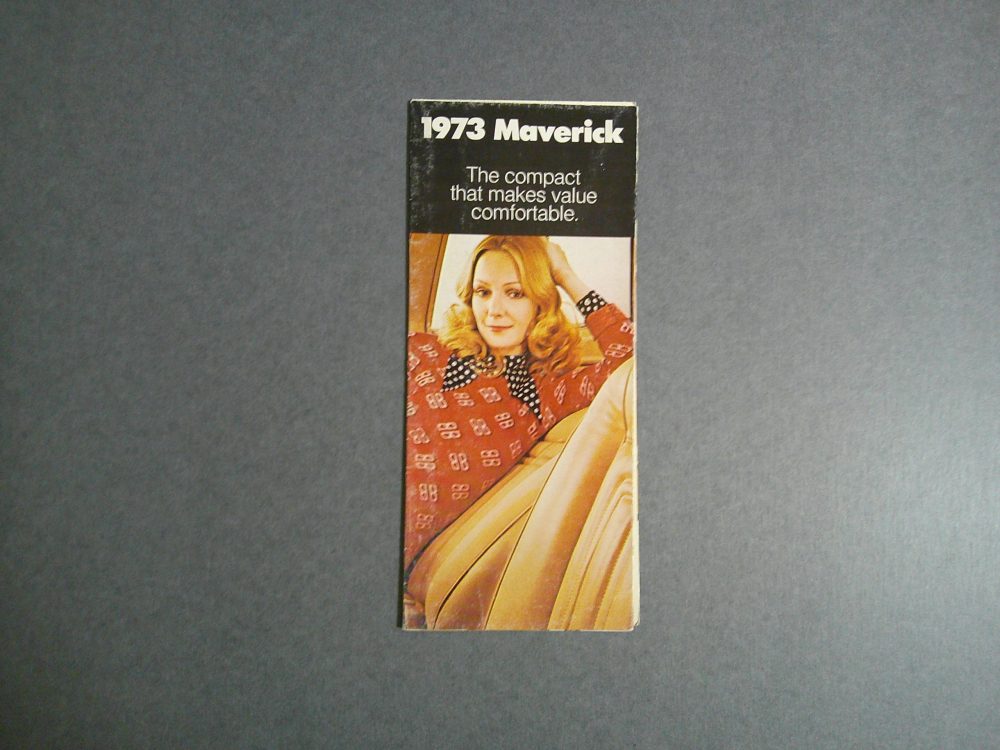 1973 Maverick
The compact
that makes value
comfortable.